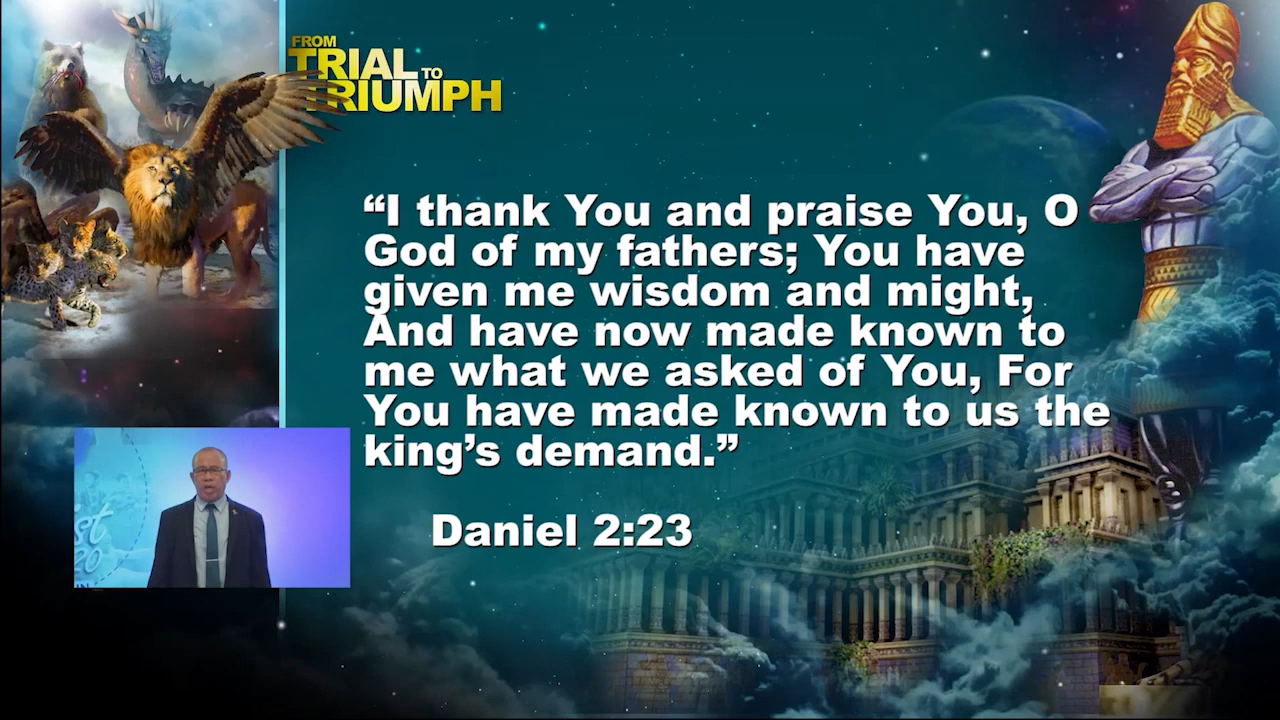 FROM
TRIAL TO
TRIUMPH
“I thank You and praise You, O
God of my fathers; You have
given me wisdom and might,
And have now made known to
me what we asked of You, For
You have made known to us the
king’s demand.”
Daniel 2:23